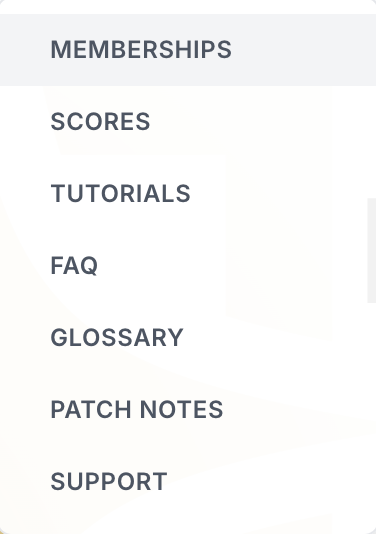 MEMBERSHIPS
SCORES
TUTORIALS
FAQ
GLOSSARY
PATCH NOTES
SUPPORT